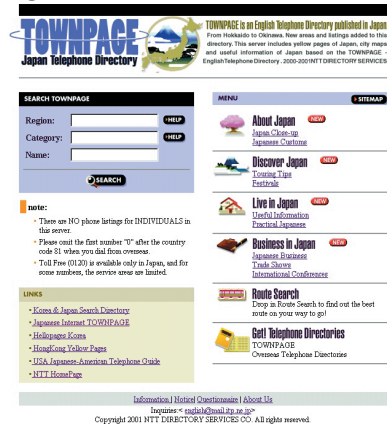 TOWNPAGE
Japan Telephone Directory
TOWNPAGE is an English Telephone Directory published in Japan
From Hokkaido to Okinawa. New areas and listings added to this
directory. This server includes yellow pages of Japan, city maps
and useful information of Japan based on the TOWNPAGE -
English Telephone Directory . 2000-2001 NTT DIRECTORY SERVICES
SEARCH TOWNPAGE
Region:
HELP
Category:
HELP
Name:
SEARCH
note:
• There are NO phone listings for INDIVIDUALS in
this server.
• Please omit the first number "0" after the country
code 81 when you dial from overseas.
• Toll Free (0120) is available only in Japan, and for
some numbers, the service areas are limited.
LINKS
• Korea & Japan Search Directory
• Japanese Internet TOWNPAGE
• Hellopages Korea
• HongKong Yellow Pages
• USA Japanese-American Telephone Guide
• NTT HomePage
MENU
SITEMAP
About Japan NEW
Japan Close-up
Japanese Customs
Discover Japan NEW
Touring Tips
Festivals
Live in Japan NEW
Useful Information
Practical Japanese
Business in Japan NEW
Japanese Business
Trade Shows
International Conferences
Route Search
Drop in Route Search to find out the best
route on your way to go!
Get! Telephone Directories
TOWNPAGE
Overseas Telephone Directories
Information | Notice| Questionnaire | About Us
Inquiries:< english@mail.itp.ne.jp>
Copyright 2001 NTT DIRECTORY SERVICES CO. All rights reserved.